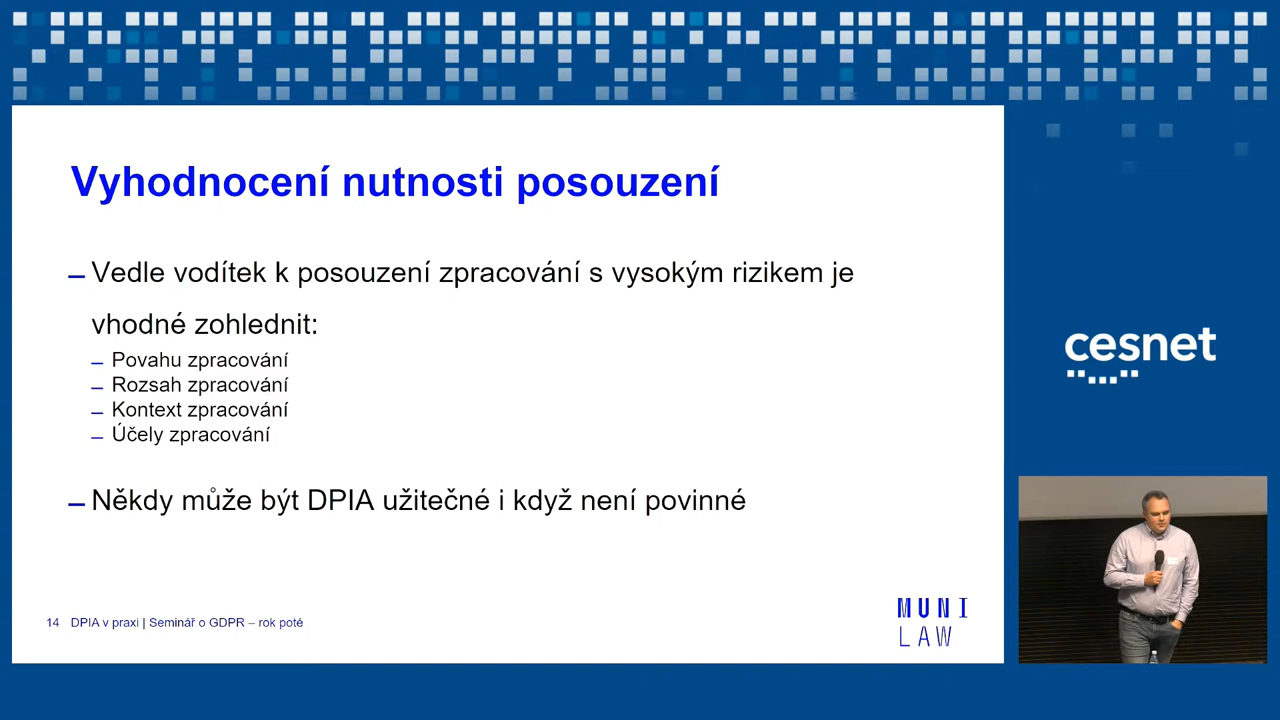 Vyhodnocení nutnosti posouzení
– Vedle vodítek k posouzení zpracování s vysokým rizikem je
vhodné zohlednit:
– Povahu zpracování
– Rozsah zpracování
– Kontext zpracování
– Účely zpracování
– Někdy může být DPIA užitečné i když není povinné
14 DPIA v praxi | Seminář o GDPR – rok poté
MUNI
LAW
cesnet